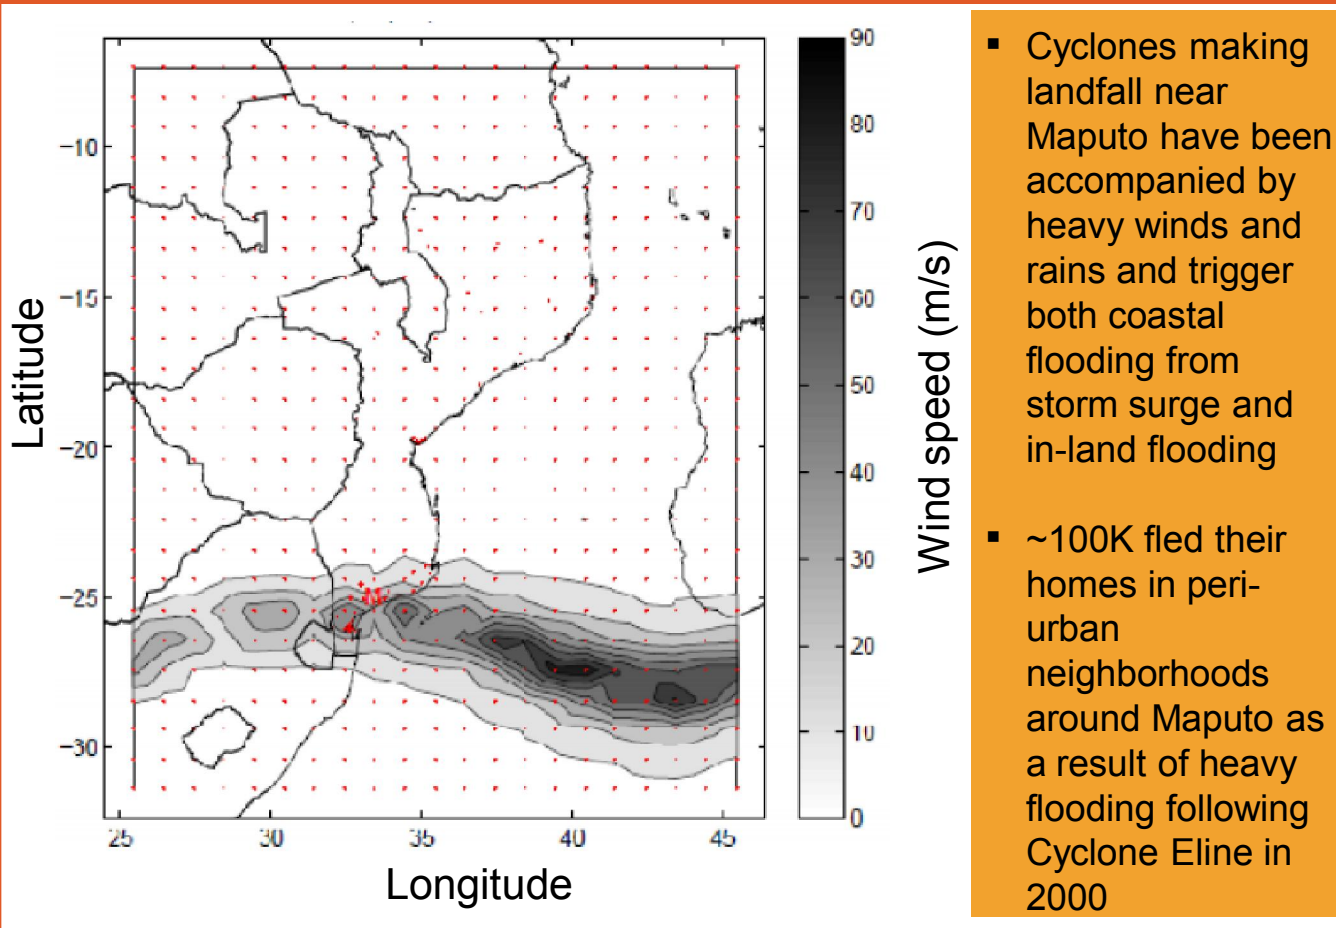 90
80
70
60
50
40
30
20
10
0
Wind speed (m/s)
−10
−15
−20
−25
−30
Latitude
25 30 35 40 45
Longitude
▪ Cyclones making
landfall near
Maputo have been
accompanied by
heavy winds and
rains and trigger
both coastal
flooding from
storm surge and
in-land flooding
▪ ~100K fled their
homes in peri-
urban
neighborhoods
around Maputo as
a result of heavy
flooding following
Cyclone Eline in
2000